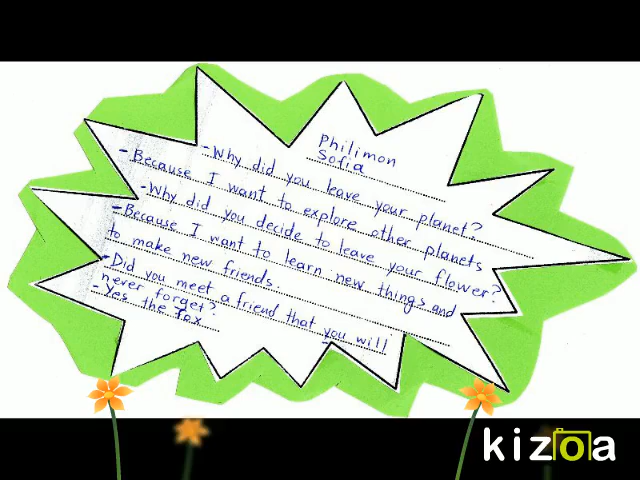 Philimon
Sofia
- Why did you leave your planet?
- Because I want to explore other planets
- Why did you decide to leave your flower?
- Because I want to learn new things and
to make new friends.
- Did you meet a friend that you will
never forget?
- Yes the fox
kizoa